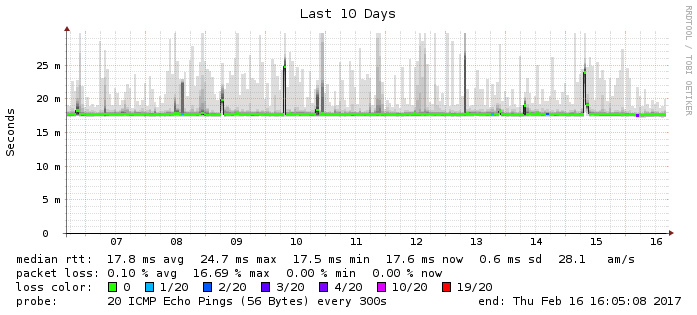 Last 10 Days
RRDTOOL / TOBI OETIKER
Seconds
25 m
20 m
15 m
10 m
5 m
0
07 08 09 10 11 12 13 14 15 16
median rtt: 17.8 ms avg 24.7 ms max 17.5 ms min 17.6 ms now 0.6 ms sd 28.1 am/s
packet loss: 0.10 % avg 16.69 % max 0.00 % min 0.00 % now
loss color: 0 1/20 2/20 3/20 4/20 10/20 19/20
probe: 20 ICMP Echo Pings (56 Bytes) every 300s end: Thu Feb 16 16:05:08 2017